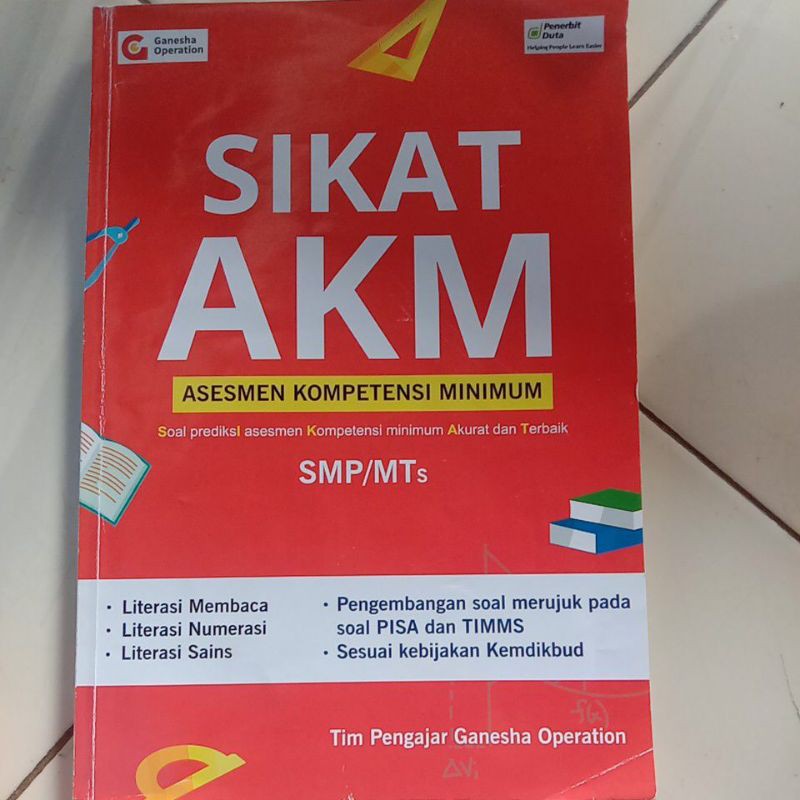 Ganesha
Operation
Penerbit
Duta
Helping People Learn Easier
SIKAT
AKM
ASESMEN KOMPETENSI MINIMUM
Soal predIksI asesmen Kompetensi minimum Akurat dan Terbaik
SMP/MTs
· Literasi Membaca
· Literasi Numerasi
· Literasi Sains
· Pengembangan soal merujuk pada
soal PISA dan TIMMS
· Sesuai kebijakan Kemdikbud
f(x)
Tim Pengajar Ganesha Operation
ΔV₁